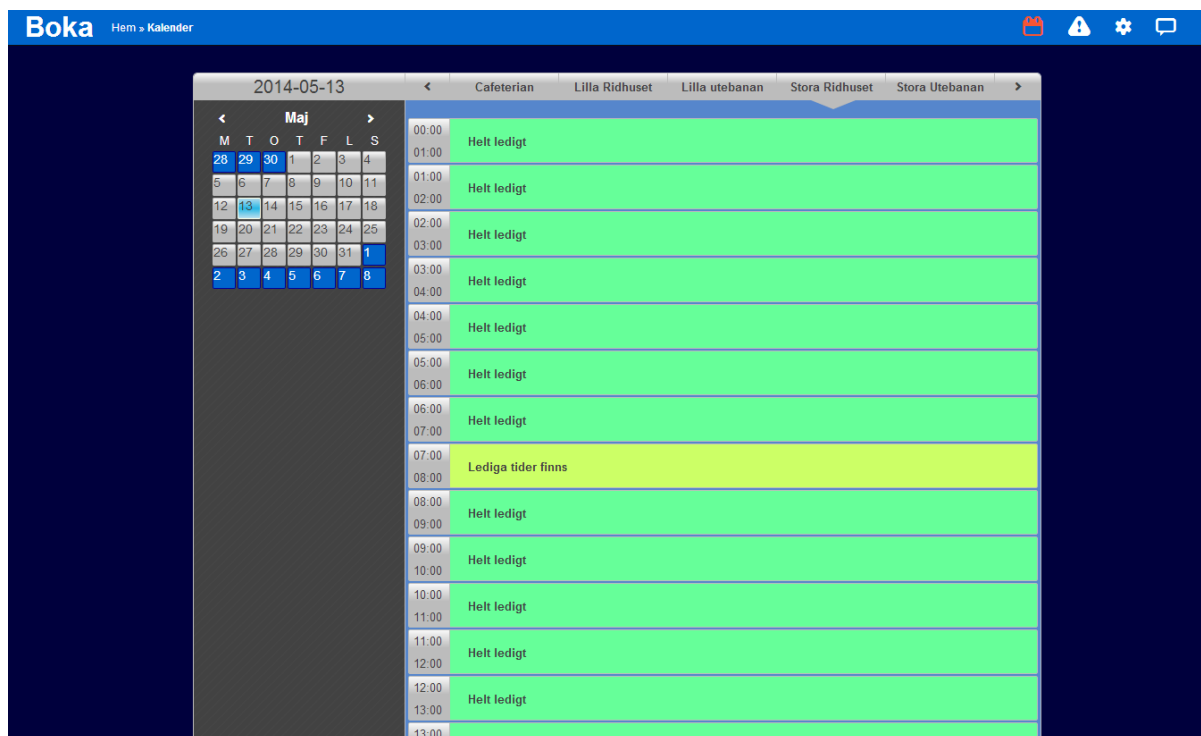 Boka Hem » Kalender
2014-05-13
Cafeterian Lilla Ridhuset Lilla utebanan Stora Ridhuset Stora Utebanan
Maj
M T O T F L S
28 29 30 1 2 3 4
5 6 7 8 9 10 11
12 13 14 15 16 17 18
19 20 21 22 23 24 25
26 27 28 29 30 31 1
2 3 4 5 6 7 8
00:00
Helt ledigt
01:00
01:00
Helt ledigt
02:00
02:00
Helt ledigt
03:00
03:00
Helt ledigt
04:00
04:00
Helt ledigt
05:00
05:00
Helt ledigt
06:00
06:00
Helt ledigt
07:00
07:00
Lediga tider finns
08:00
08:00
Helt ledigt
09:00
09:00
Helt ledigt
10:00
10:00
Helt ledigt
11:00
11:00
Helt ledigt
12:00
12:00
Helt ledigt
13:00
13:00